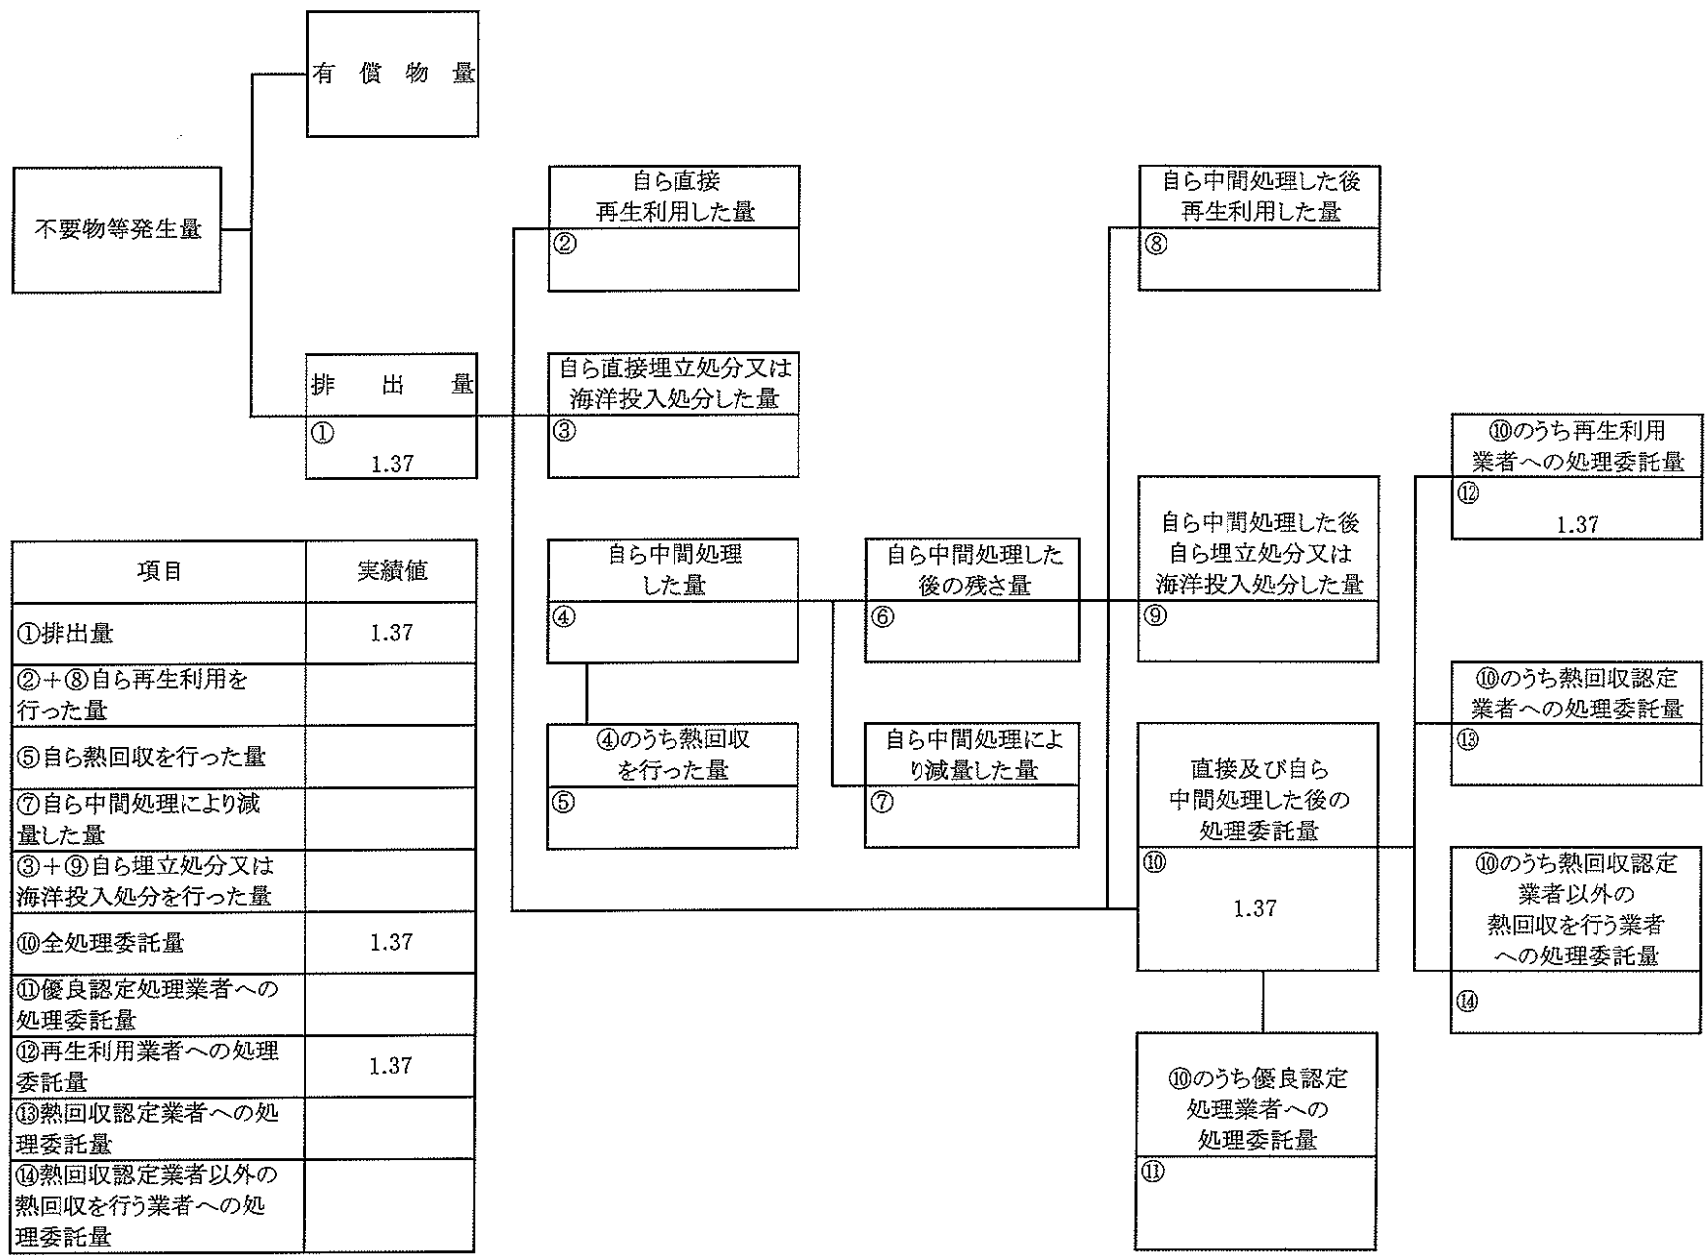 有償物量
不要物等発生量
排出量
①
1.37
自ら直接
再生利用した量
②
自ら直接埋立処分又は
海洋投入処分した量
③
自ら中間処理
した量
④
④のうち熱回収
を行った量
⑤
自ら中間処理した
後の残さ量
⑥
自ら中間処理によ
り減量した量
⑦
自ら中間処理した後
再生利用した量
⑧
自ら中間処理した後
自ら埋立処分又は
海洋投入処分した量
⑨
直接及び自ら
中間処理した後の
処理委託量
⑩
1.37
⑩のうち優良認定
処理業者への
処理委託量
⑪
⑩のうち再生利用
業者への処理委託量
⑫
1.37
⑩のうち熱回収認定
業者への処理委託量
⑬
⑩のうち熱回収認定
業者以外の
熱回収を行う業者
への処理委託量
⑭
項目 実績値
①排出量 1.37
②+⑧自ら再生利用を
行った量
⑤自ら熱回収を行った量
⑦自ら中間処理により減
量した量
③+⑨自ら埋立処分又は
海洋投入処分を行った量
⑩全処理委託量 1.37
⑪優良認定処理業者への
処理委託量
⑫再生利用業者への処理
委託量 1.37
⑬熱回収認定業者への処
理委託量
⑭熱回収認定業者以外の
熱回収を行う業者への処
理委託量